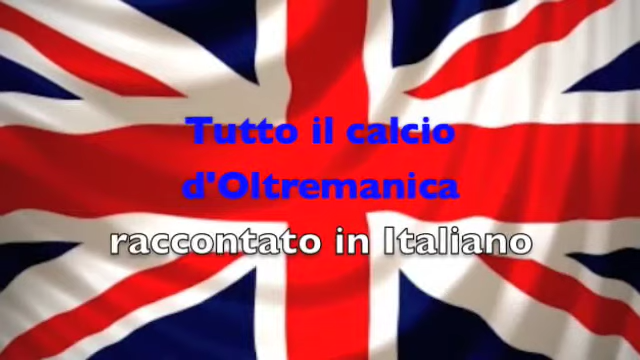 Tutto il calcio
d'Oltremanica
raccontato in Italiano